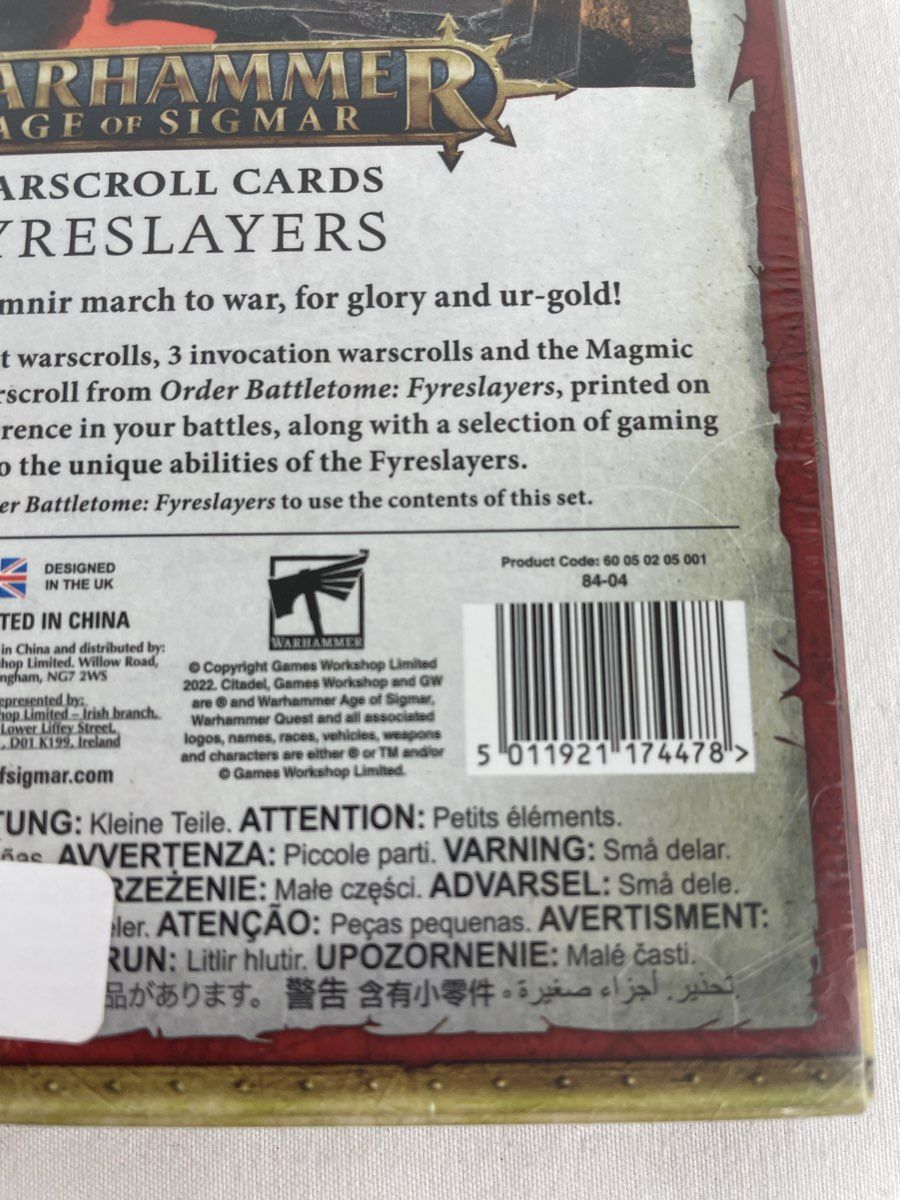 ARHAMMER
AGE OF SIGMAR
ARSCROLL CARDS
YRESLAYERS
mnir march to war, for glory and ur-gold!
t warscrolls, 3 invocation warscrolls and the Magmic
rscroll from Order Battletome: Fyreslayers, printed on
rence in your battles, along with a selection of gaming
o the unique abilities of the Fyreslayers.
er Battletome: Fyreslayers to use the contents of this set.
DESIGNED
IN THE UK
TED IN CHINA
in China and distributed by:
hop Limited. Willow Road,
ngham, NG7 2WS
epresented by:
hop Limited – Irish branch,
Lower Liffey Street,
, D01 K199, Ireland
fsigmar.com
WARHAMMER
© Copyright Games Workshop Limited
2022. Citadel, Games Workshop and GW
are ® and Warhammer Age of Sigmar,
Warhammer Quest and all associated
logos, names, races, vehicles, weapons
and characters are either ® or TM and/or
© Games Workshop Limited.
Product Code: 60 05 02 05 001
84-04
5 011921 174478 >
TUNG: Kleine Teile. ATTENTION: Petits éléments.
ñas. AVVERTENZA: Piccole parti. VARNING: Små delar.
RZEŻENIE: Małe części. ADVARSEL: Små dele.
eler. ATENÇÃO: Peças pequenas. AVERTISMENT:
RUN: Litlir hlutir. UPOZORNENIE: Malé časti.
品があります。 警告 含有小零件。 تحذير. أجزاء صغيرة